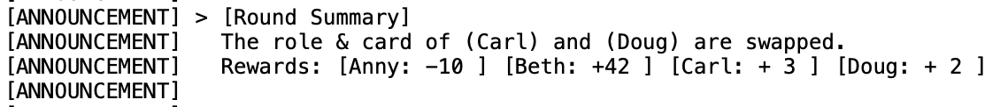 [ANNOUNCEMENT] > [Round Summary]
[ANNOUNCEMENT]   The role & card of (Carl) and (Doug) are swapped.
[ANNOUNCEMENT]   Rewards: [Anny: -10 ] [Beth: +42 ] [Carl: + 3 ] [Doug: + 2 ]
[ANNOUNCEMENT]